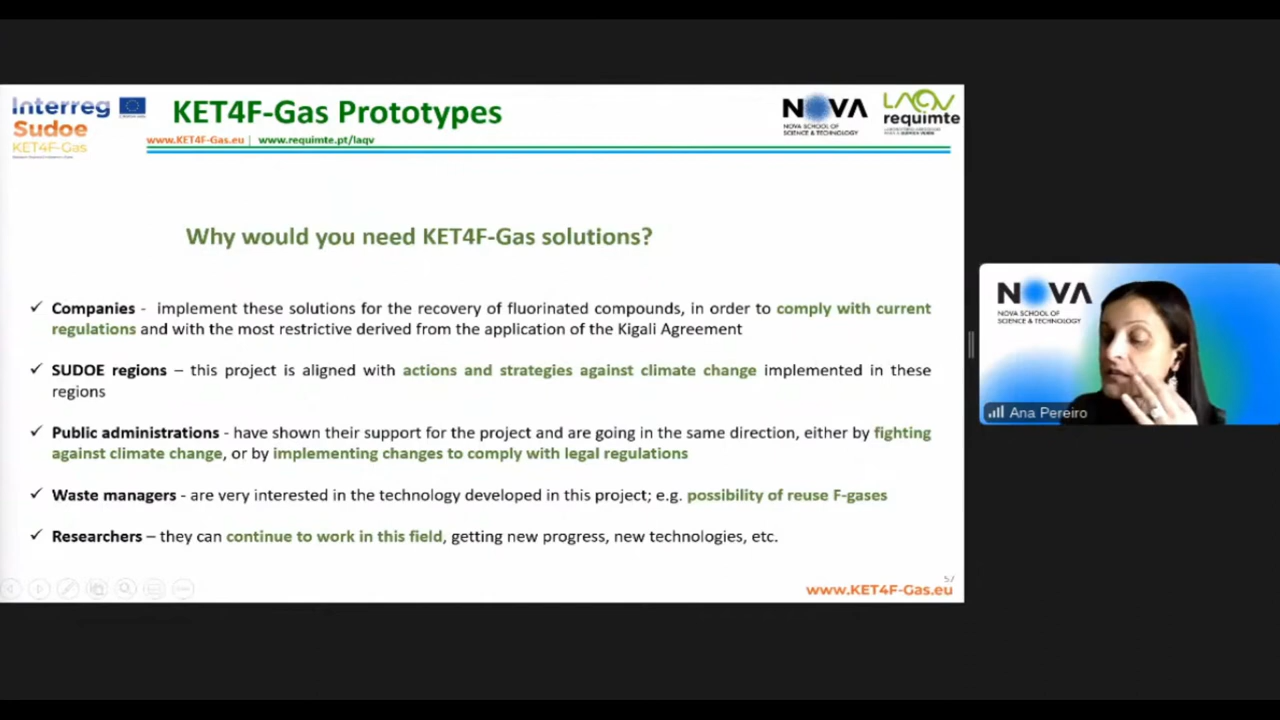 Interreg
Sudoe
KET4F-Gas
KET4F-Gas Prototypes
www.KET4F-Gas.eu | www.requimte.pt/laqv
NOVA
NOVA SCHOOL OF
SCIENCE & TECHNOLOGY
LAQV
requimte
Why would you need KET4F-Gas solutions?
✓ Companies - implement these solutions for the recovery of fluorinated compounds, in order to comply with current
regulations and with the most restrictive derived from the application of the Kigali Agreement
✓ SUDOE regions – this project is aligned with actions and strategies against climate change implemented in these
regions
✓ Public administrations - have shown their support for the project and are going in the same direction, either by fighting
against climate change, or by implementing changes to comply with legal regulations
✓ Waste managers - are very interested in the technology developed in this project; e.g. possibility of reuse F-gases
✓ Researchers – they can continue to work in this field, getting new progress, new technologies, etc.
57
www.KET4F-Gas.eu
NOVA
NOVA SCHOOL OF
SCIENCE & TECHNOLOGY
Ana Pereiro